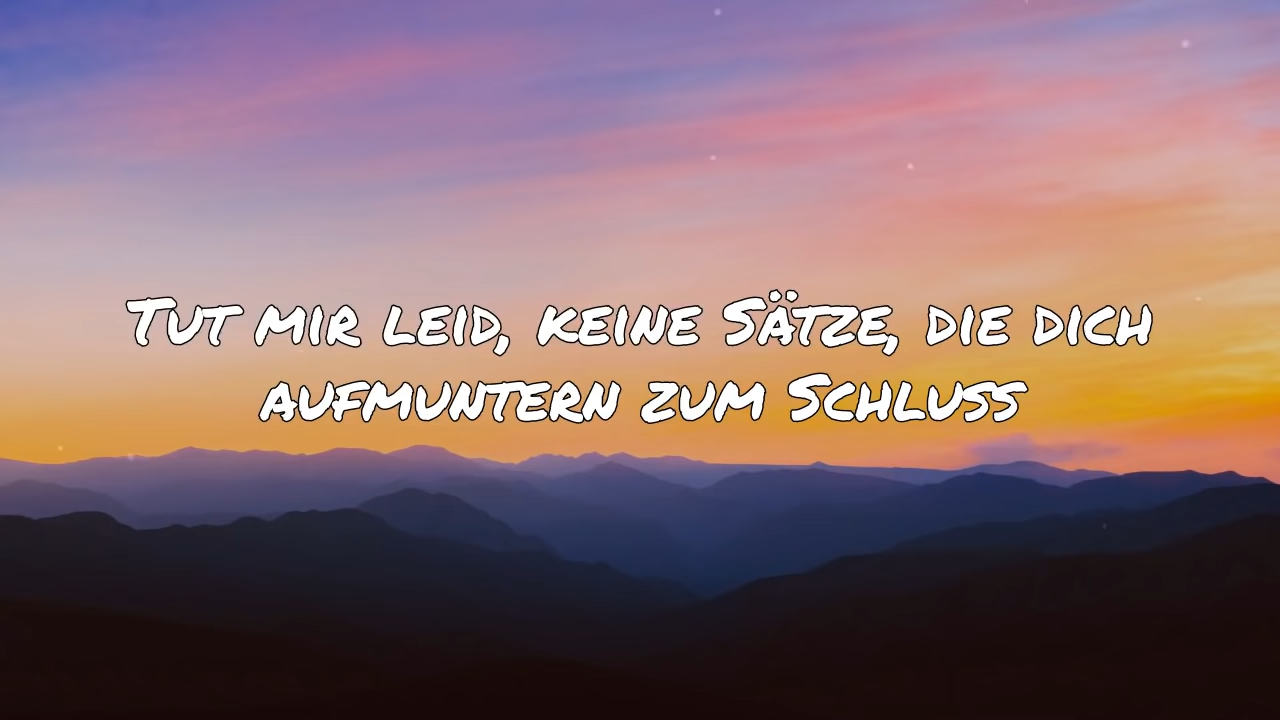 Tut mir leid, keine Sätze, die dich
aufmuntern zum Schluss